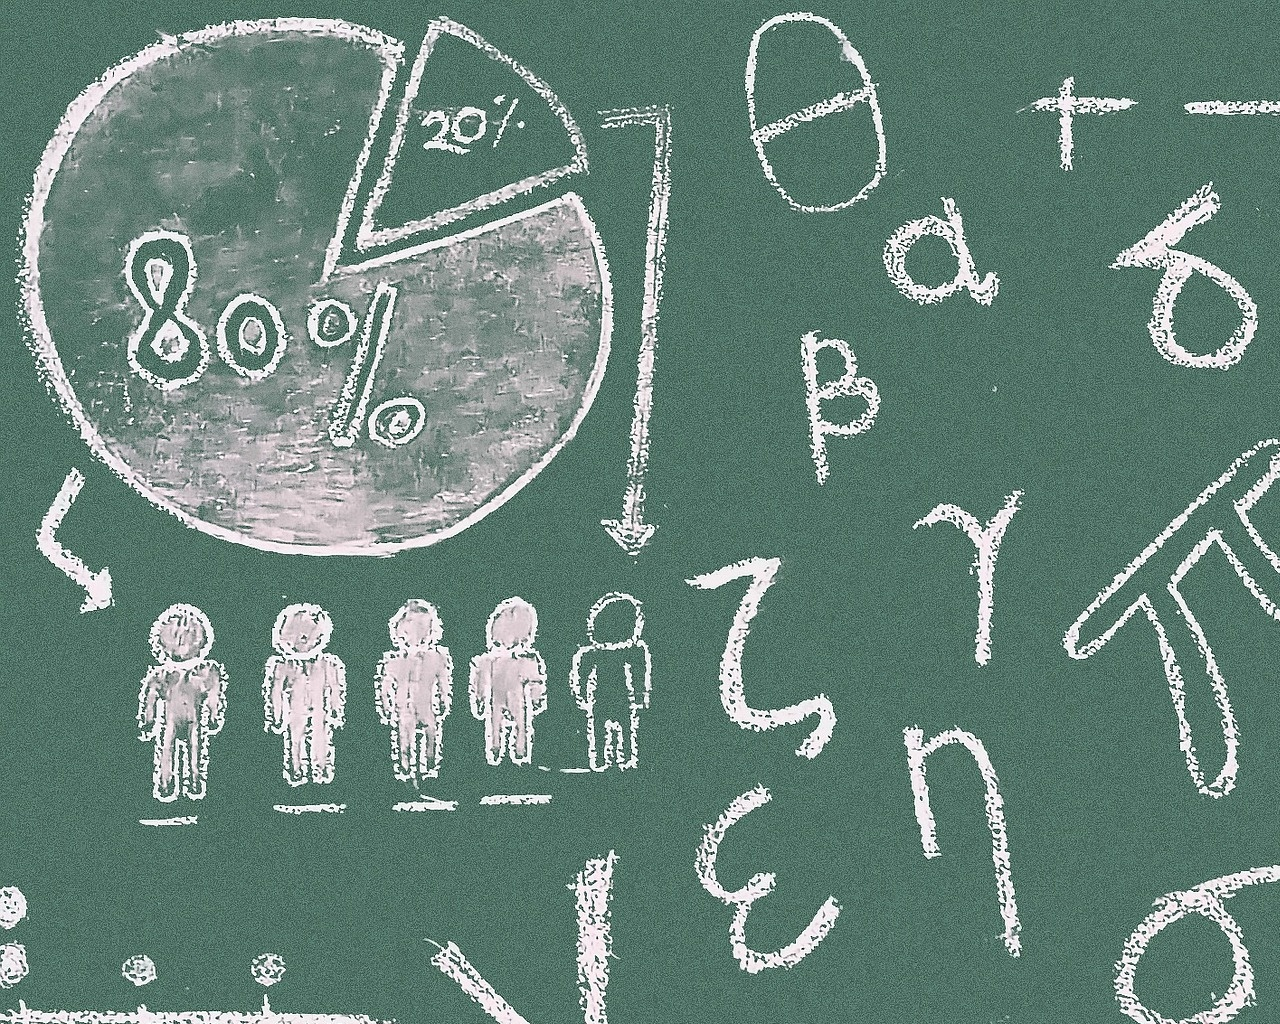 20%
80%
θ
+ −
α
δ
β
γ
ζ
π
η
ε
σ